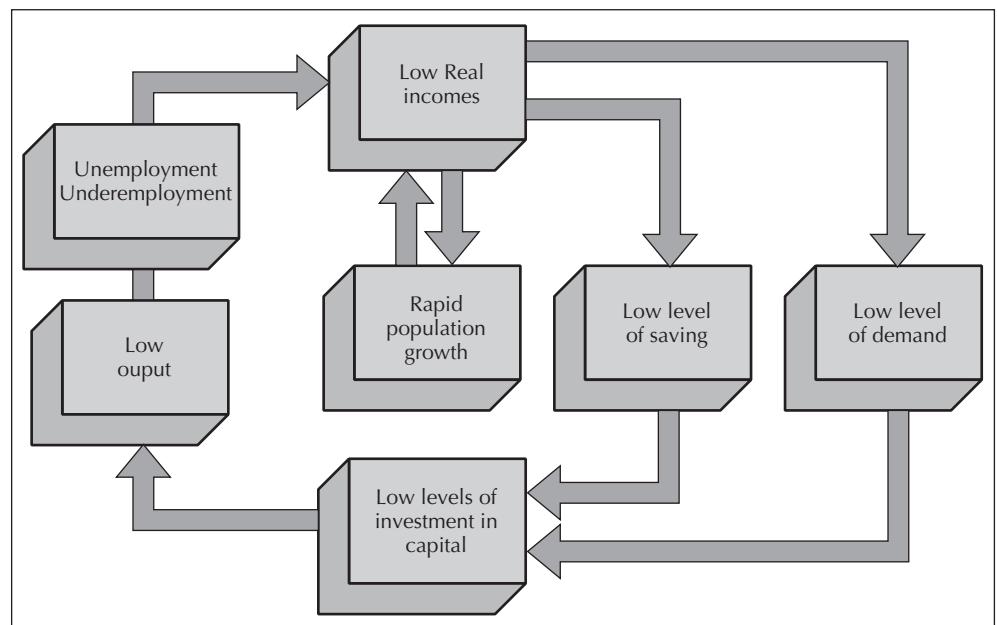 Low Real
incomes
Unemployment
Underemployment
Rapid
population
growth
Low level
of saving
Low level
of demand
Low
ouput
Low levels of
investment in
capital